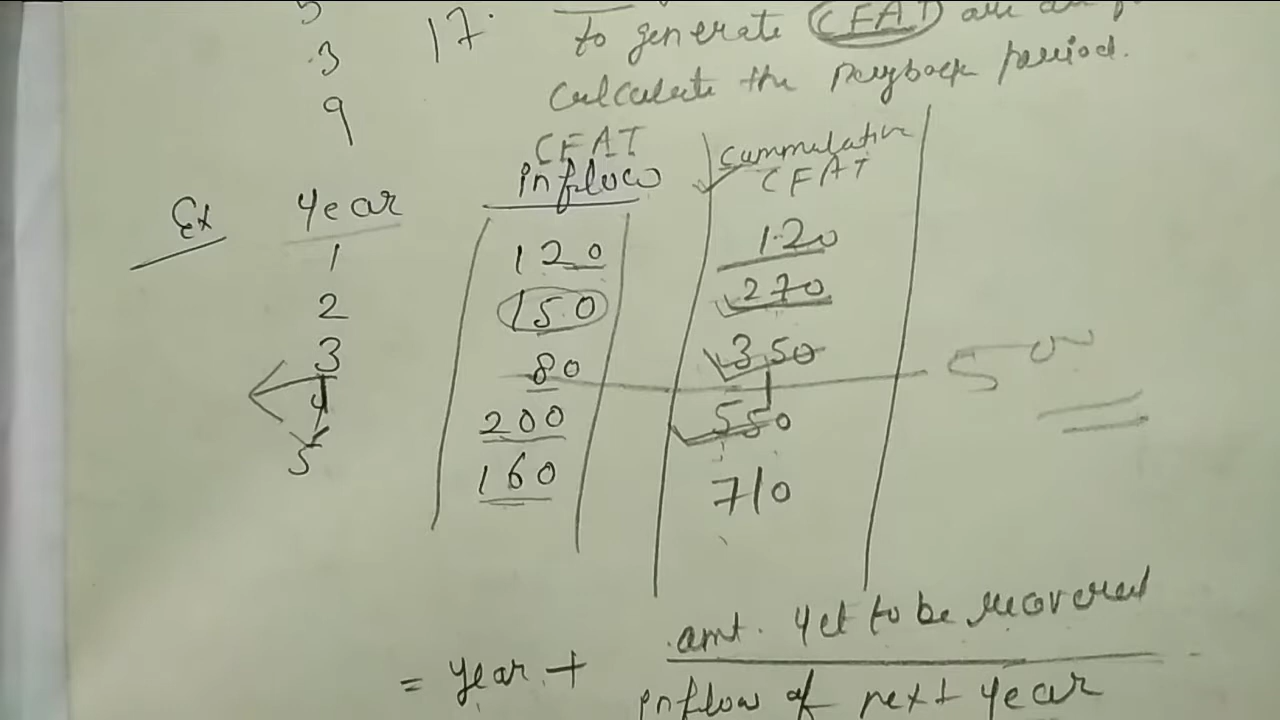 3
9
17. to generate CFAT are
Calculate the Payback period.
CFAT Cummulative
inflow CFAT
Ex Year
1 120 120
2 150 270
3 80 350
500
4 200 550
5 160 710
= year + amt. yet to be recovered
inflow of next year